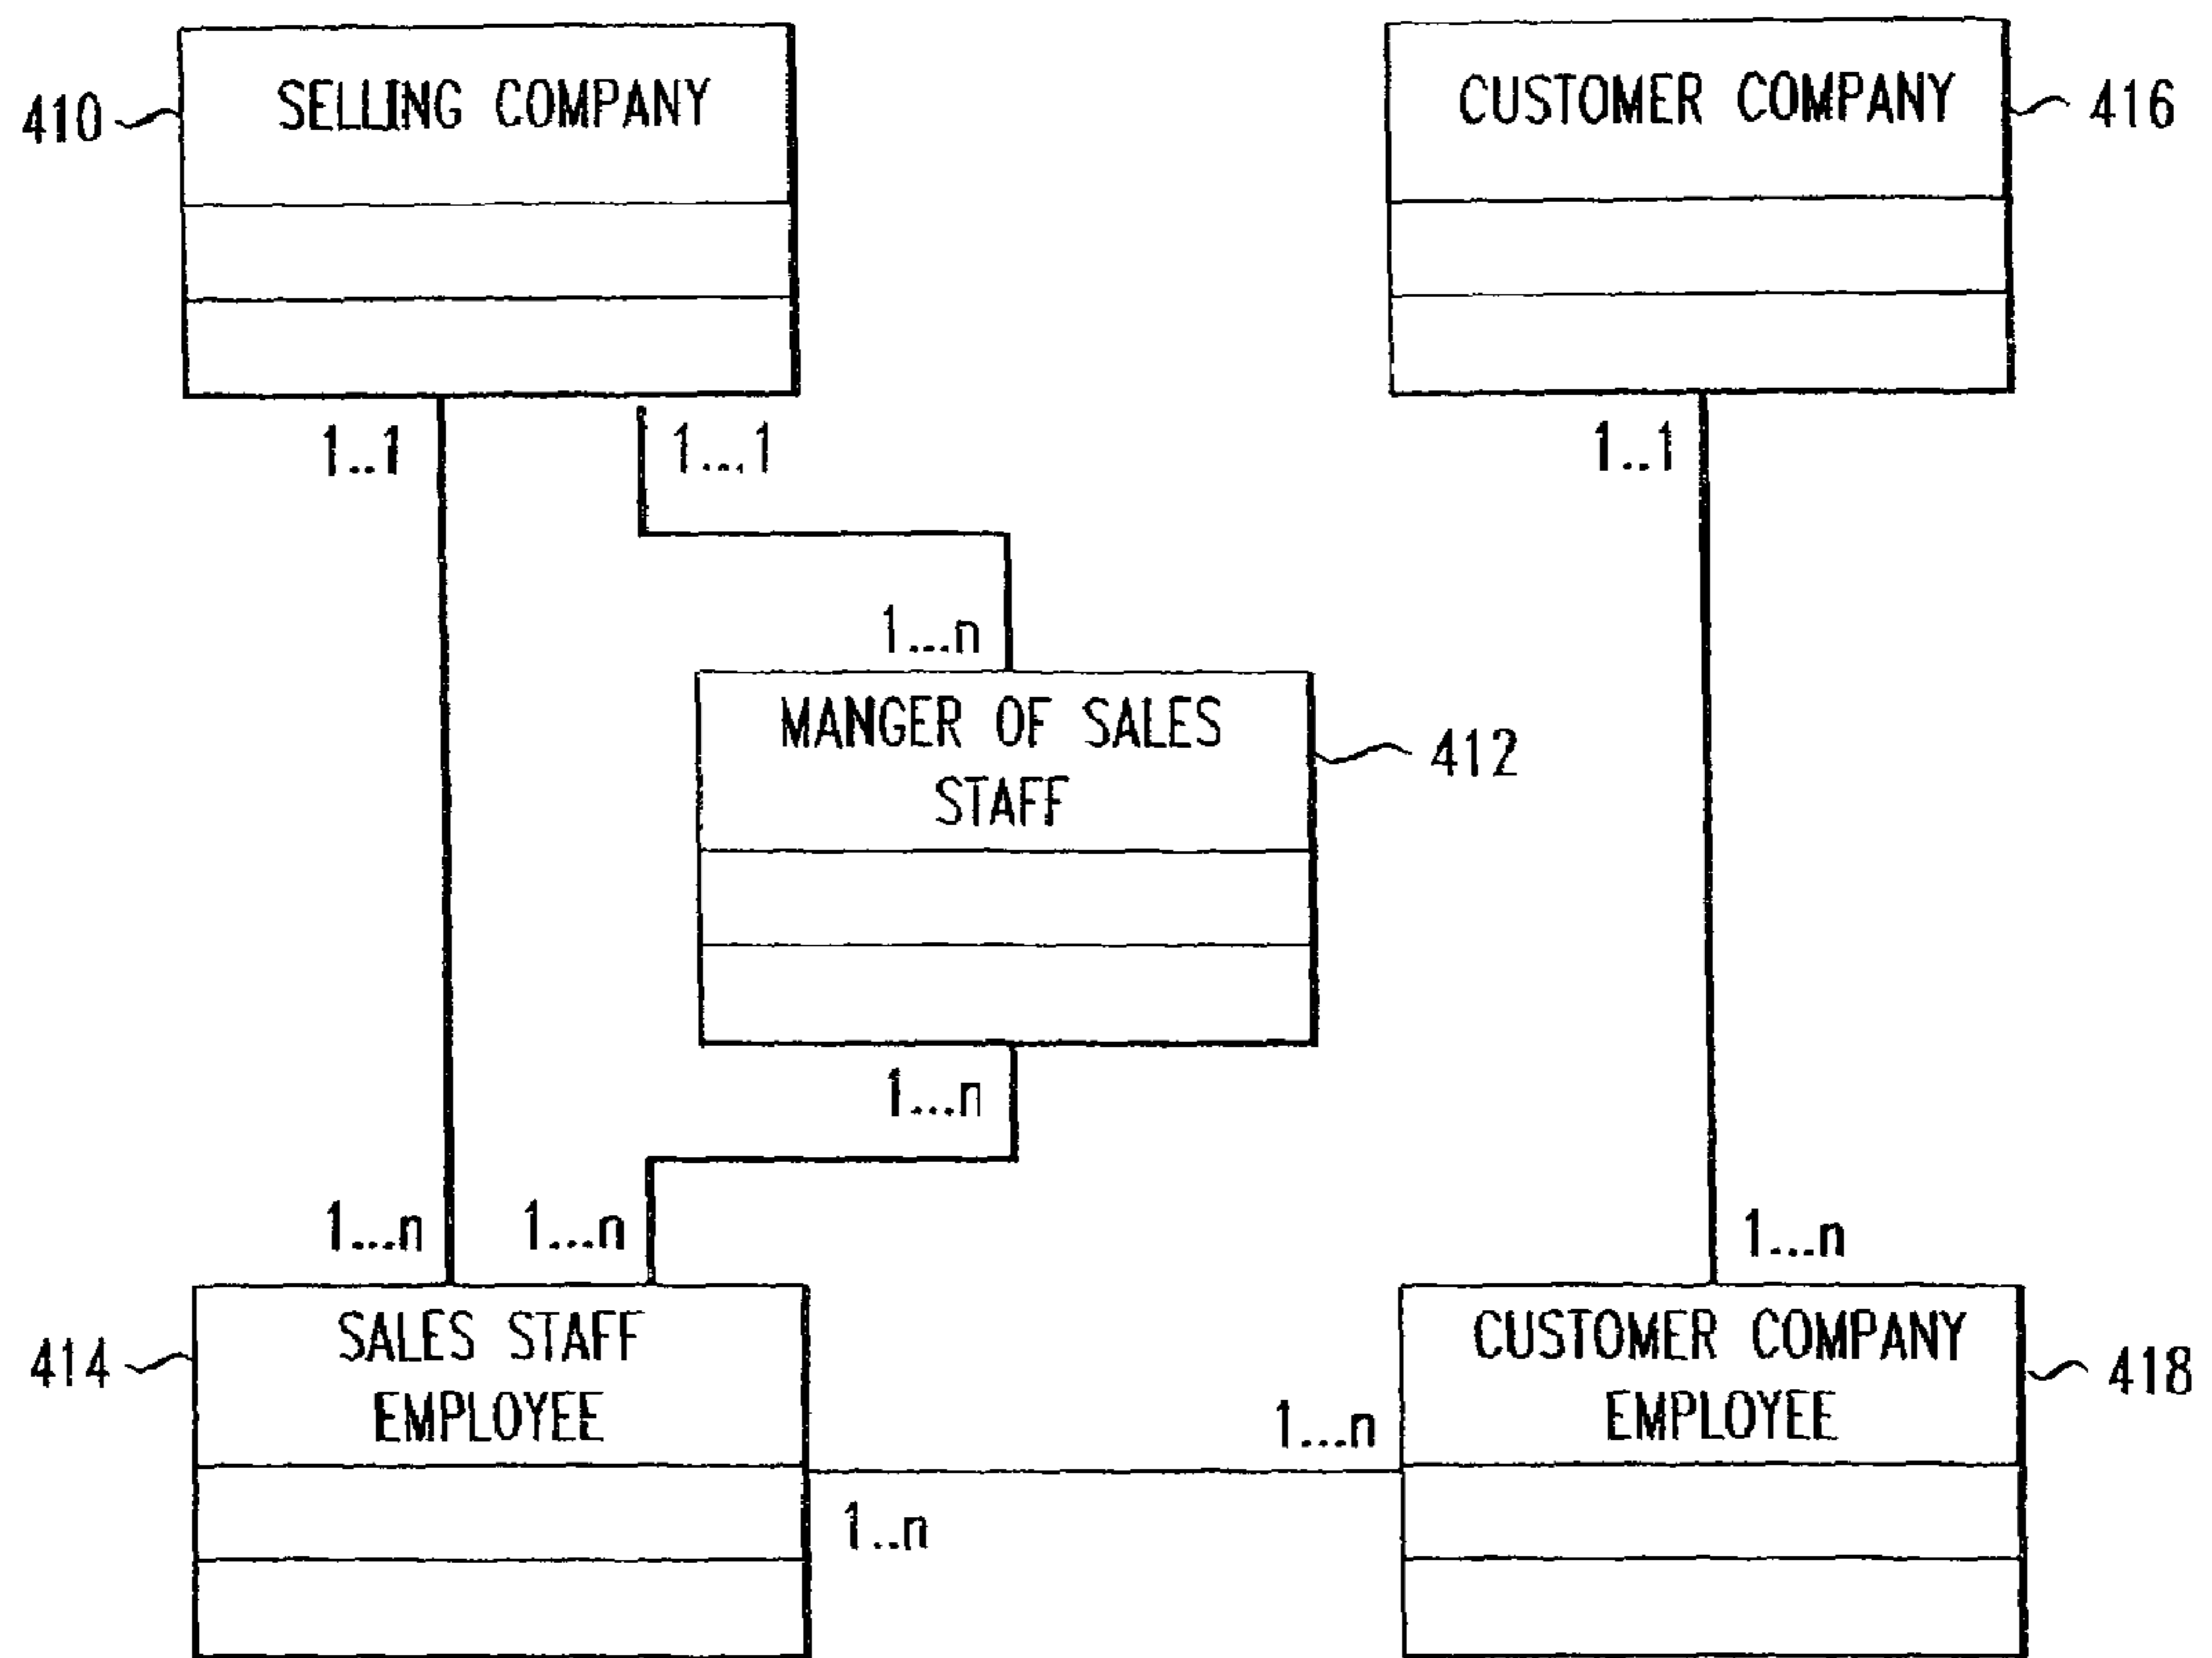 SELLING COMPANY
410
CUSTOMER COMPANY
416
1..1
1...1
1..1
1...n
MANGER OF SALES
STAFF
412
1...n
1...n
1...n
1...n
SALES STAFF
EMPLOYEE
414
CUSTOMER COMPANY
EMPLOYEE
418
1...n
1..n